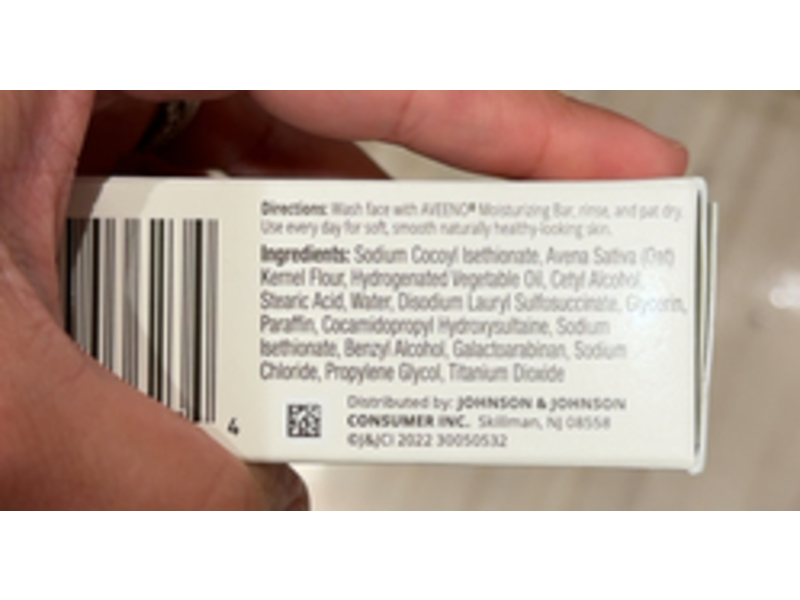 Directions: Wash face with AVEENO® Moisturizing Bar, rinse, and pat dry.
Use every day for soft, smooth naturally healthy-looking skin.
Ingredients: Sodium Cocoyl Isethionate, Avena Sativa (Oat)
Kernel Flour, Hydrogenated Vegetable Oil, Cetyl Alcohol,
Stearic Acid, Water, Disodium Lauryl Sulfosuccinate, Glycerin,
Paraffin, Cocamidopropyl Hydroxysultaine, Sodium
Isethionate, Benzyl Alcohol, Galactoarabinan, Sodium
Chloride, Propylene Glycol, Titanium Dioxide
Distributed by: JOHNSON & JOHNSON
CONSUMER INC. Skillman, NJ 08558
©J&JCI 2022 30050532
4